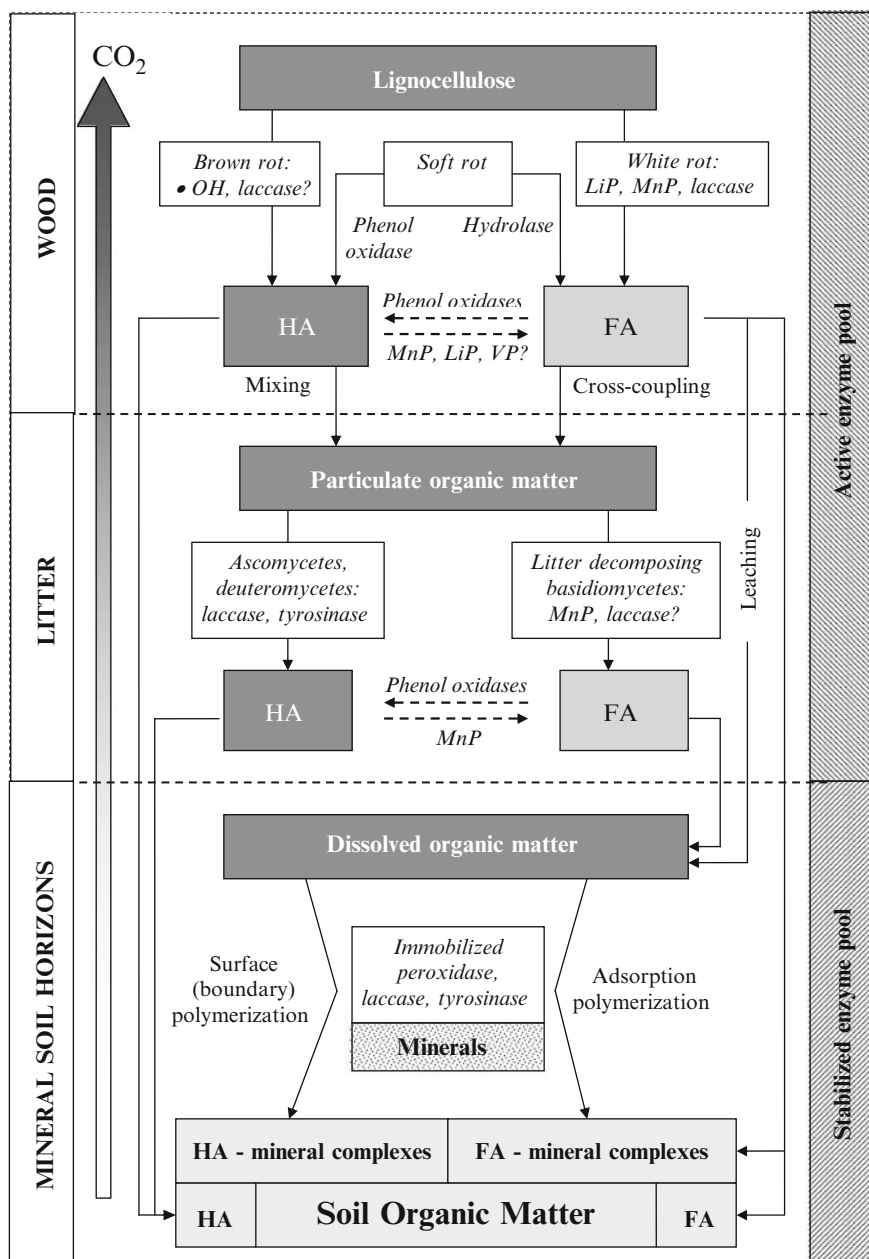 CO2
Lignocellulose
Brown rot:
• OH, laccase?
Soft rot
White rot:
LiP, MnP, laccase
Phenol
oxidase
Hydrolase
WOOD
HA
Phenol oxidases
MnP, LiP, VP?
FA
Mixing
Cross-coupling
Active enzyme pool
Particulate organic matter
LITTER
Ascomycetes,
deuteromycetes:
laccase, tyrosinase
Litter decomposing
basidiomycetes:
MnP, laccase?
Leaching
HA
Phenol oxidases
MnP
FA
MINERAL SOIL HORIZONS
Dissolved organic matter
Surface
(boundary)
polymerization
Immobilized
peroxidase,
laccase, tyrosinase
Minerals
Adsorption
polymerization
Stabilized enzyme pool
HA - mineral complexes
FA - mineral complexes
HA
Soil Organic Matter
FA